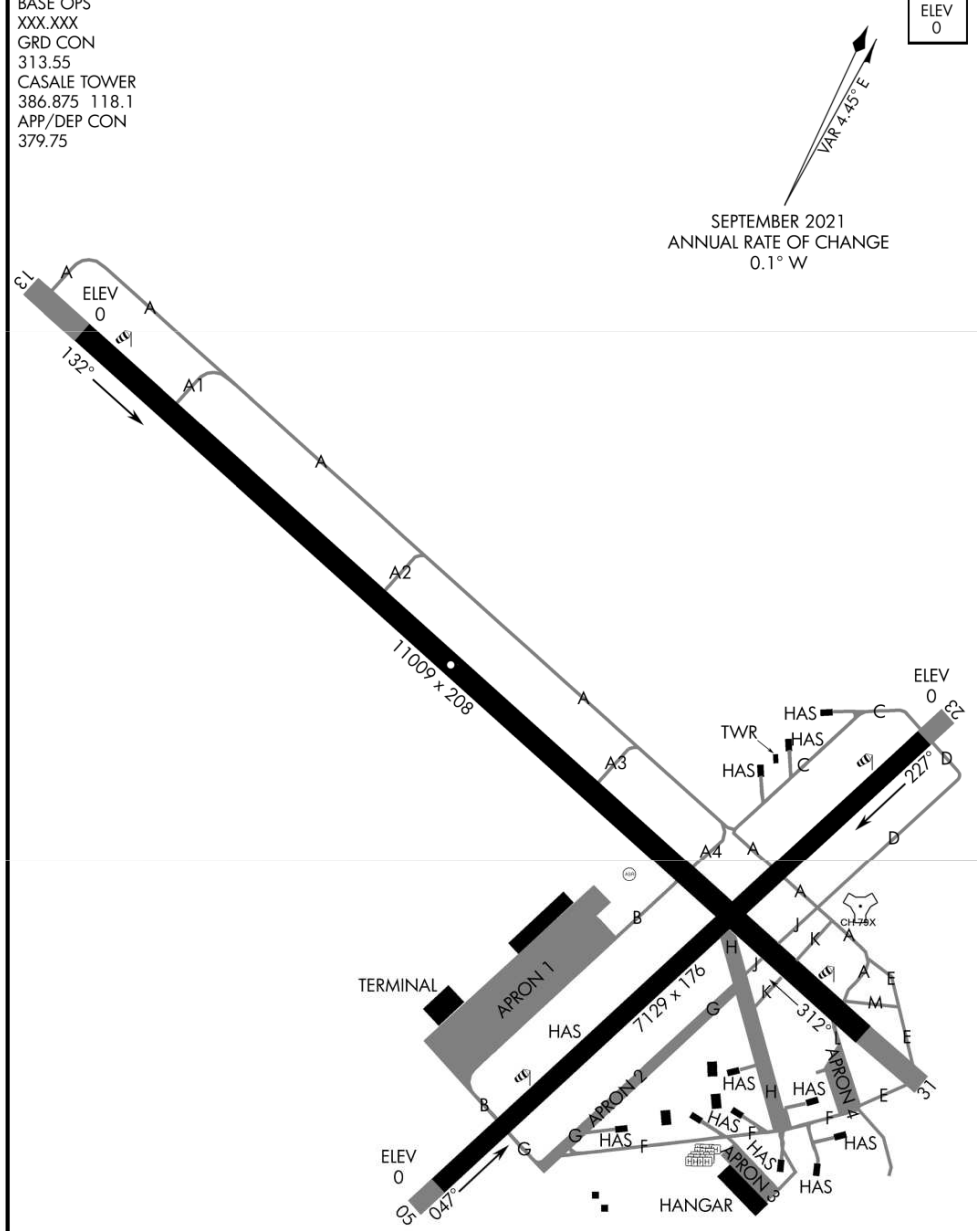 BASE OPS
XXX.XXX
GRD CON
313.55
CASALE TOWER
386.875 118.1
APP/DEP CON
379.75
ELEV
0
VAR 4.45° E
SEPTEMBER 2021
ANNUAL RATE OF CHANGE
0.1° W
13
A
ELEV
0
A
132°
A1
A
A2
11009 x 208
A
A3
ELEV
0
23
HAS
C
TWR
HAS
HAS
C
D
227°
D
A4
A
A
B
J
CH 79X
K
A
H
TERMINAL
APRON 1
J
A
E
7129 x 176
K
M
G
312°
HAS
L
E
APRON 2
APRON 4
31
HAS
H
HAS
E
B
HAS
F
G
G
HAS
F
F
HAS
ELEV
0
HAS
APRON 3
HAS
HANGAR
047°
05